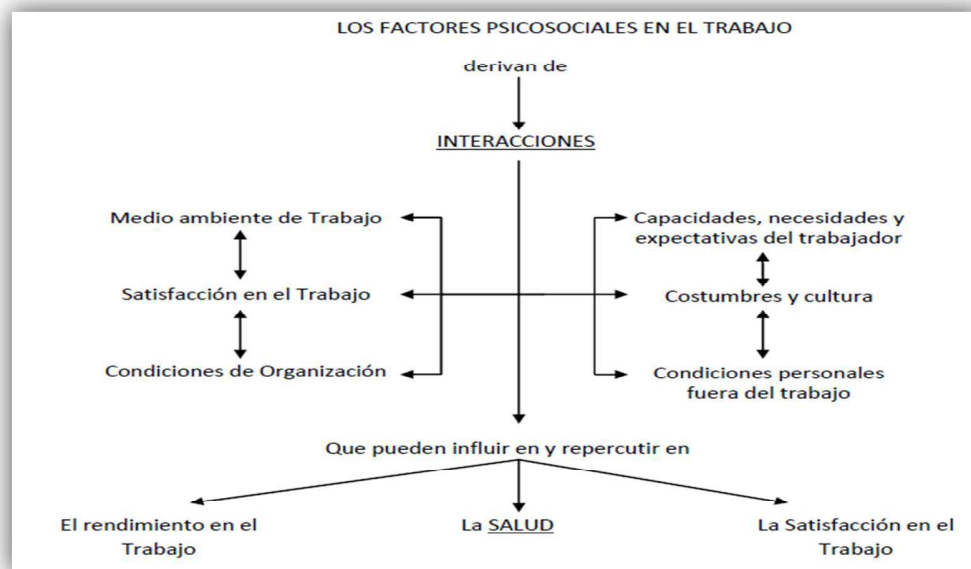 LOS FACTORES PSICOSOCIALES EN EL TRABAJO
derivan de
INTERACCIONES
Medio ambiente de Trabajo
Capacidades, necesidades y
expectativas del trabajador
Satisfacción en el Trabajo
Costumbres y cultura
Condiciones de Organización
Condiciones personales
fuera del trabajo
Que pueden influir en y repercutir en
El rendimiento en el
Trabajo
La SALUD
La Satisfacción en el
Trabajo